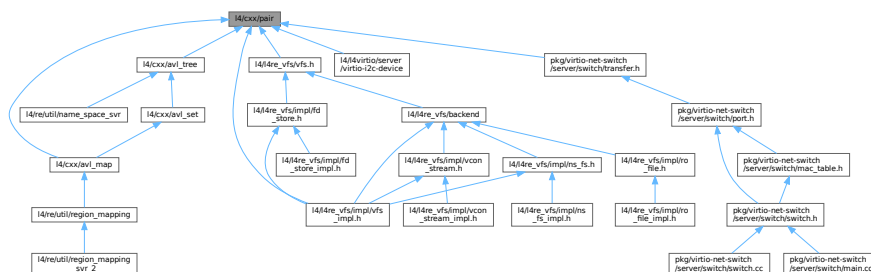 l4/cxx/pair
l4/cxx/avl_tree
l4/l4re_vfs/vfs.h
l4/l4virtio/server
/virtio-i2c-device
pkg/virtio-net-switch
/server/switch/transfer.h
l4/re/util/name_space_svr
l4/cxx/avl_set
l4/l4re_vfs/impl/fd
_store.h
l4/l4re_vfs/backend
pkg/virtio-net-switch
/server/switch/port.h
l4/cxx/avl_map
l4/l4re_vfs/impl/fd
_store_impl.h
l4/l4re_vfs/impl/vcon
_stream.h
l4/l4re_vfs/impl/ns_fs.h
l4/l4re_vfs/impl/ro
_file.h
pkg/virtio-net-switch
/server/switch/mac_table.h
l4/re/util/region_mapping
l4/l4re_vfs/impl/vfs
_impl.h
l4/l4re_vfs/impl/vcon
_stream_impl.h
l4/l4re_vfs/impl/ns
_fs_impl.h
l4/l4re_vfs/impl/ro
_file_impl.h
pkg/virtio-net-switch
/server/switch/switch.h
l4/re/util/region_mapping
_svr_2
pkg/virtio-net-switch
/server/switch/switch.cc
pkg/virtio-net-switch
/server/switch/main.cc